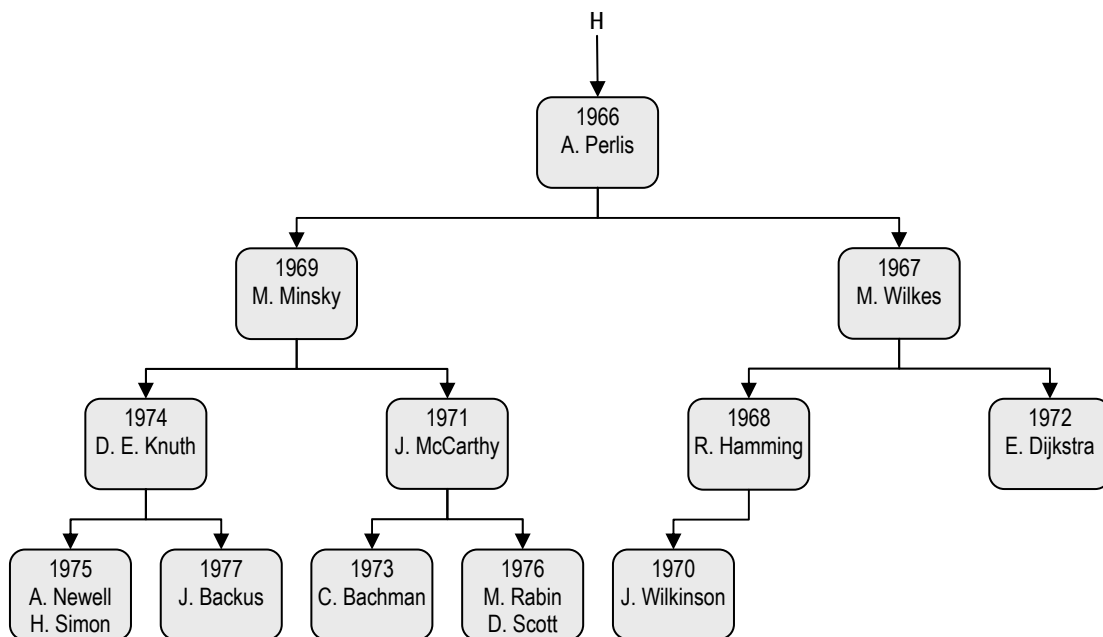 H
1966
A. Perlis
1969
M. Minsky
1967
M. Wilkes
1974
D. E. Knuth
1971
J. McCarthy
1968
R. Hamming
1972
E. Dijkstra
1975
A. Newell
H. Simon
1977
J. Backus
1973
C. Bachman
1976
M. Rabin
D. Scott
1970
J. Wilkinson